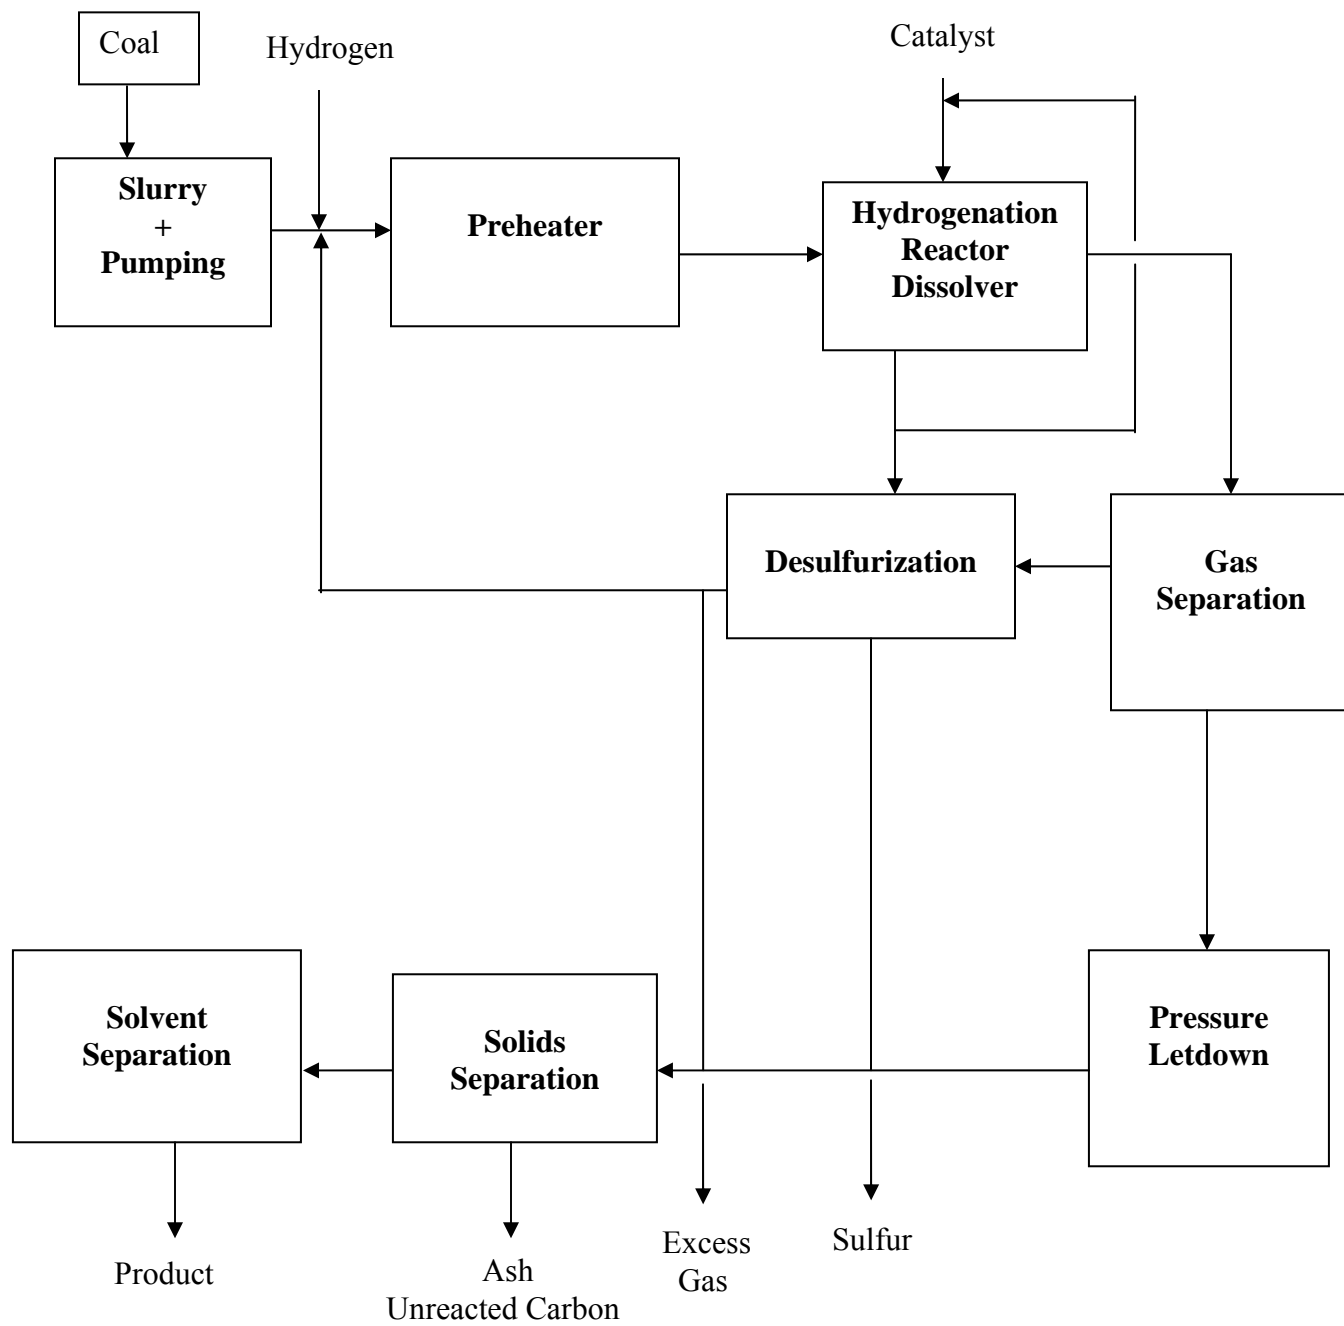 Coal
Hydrogen
Catalyst
Slurry
+
Pumping
Preheater
Hydrogenation
Reactor
Dissolver
Desulfurization
Gas
Separation
Solvent
Separation
Solids
Separation
Pressure
Letdown
Product
Ash
Unreacted Carbon
Excess
Gas
Sulfur